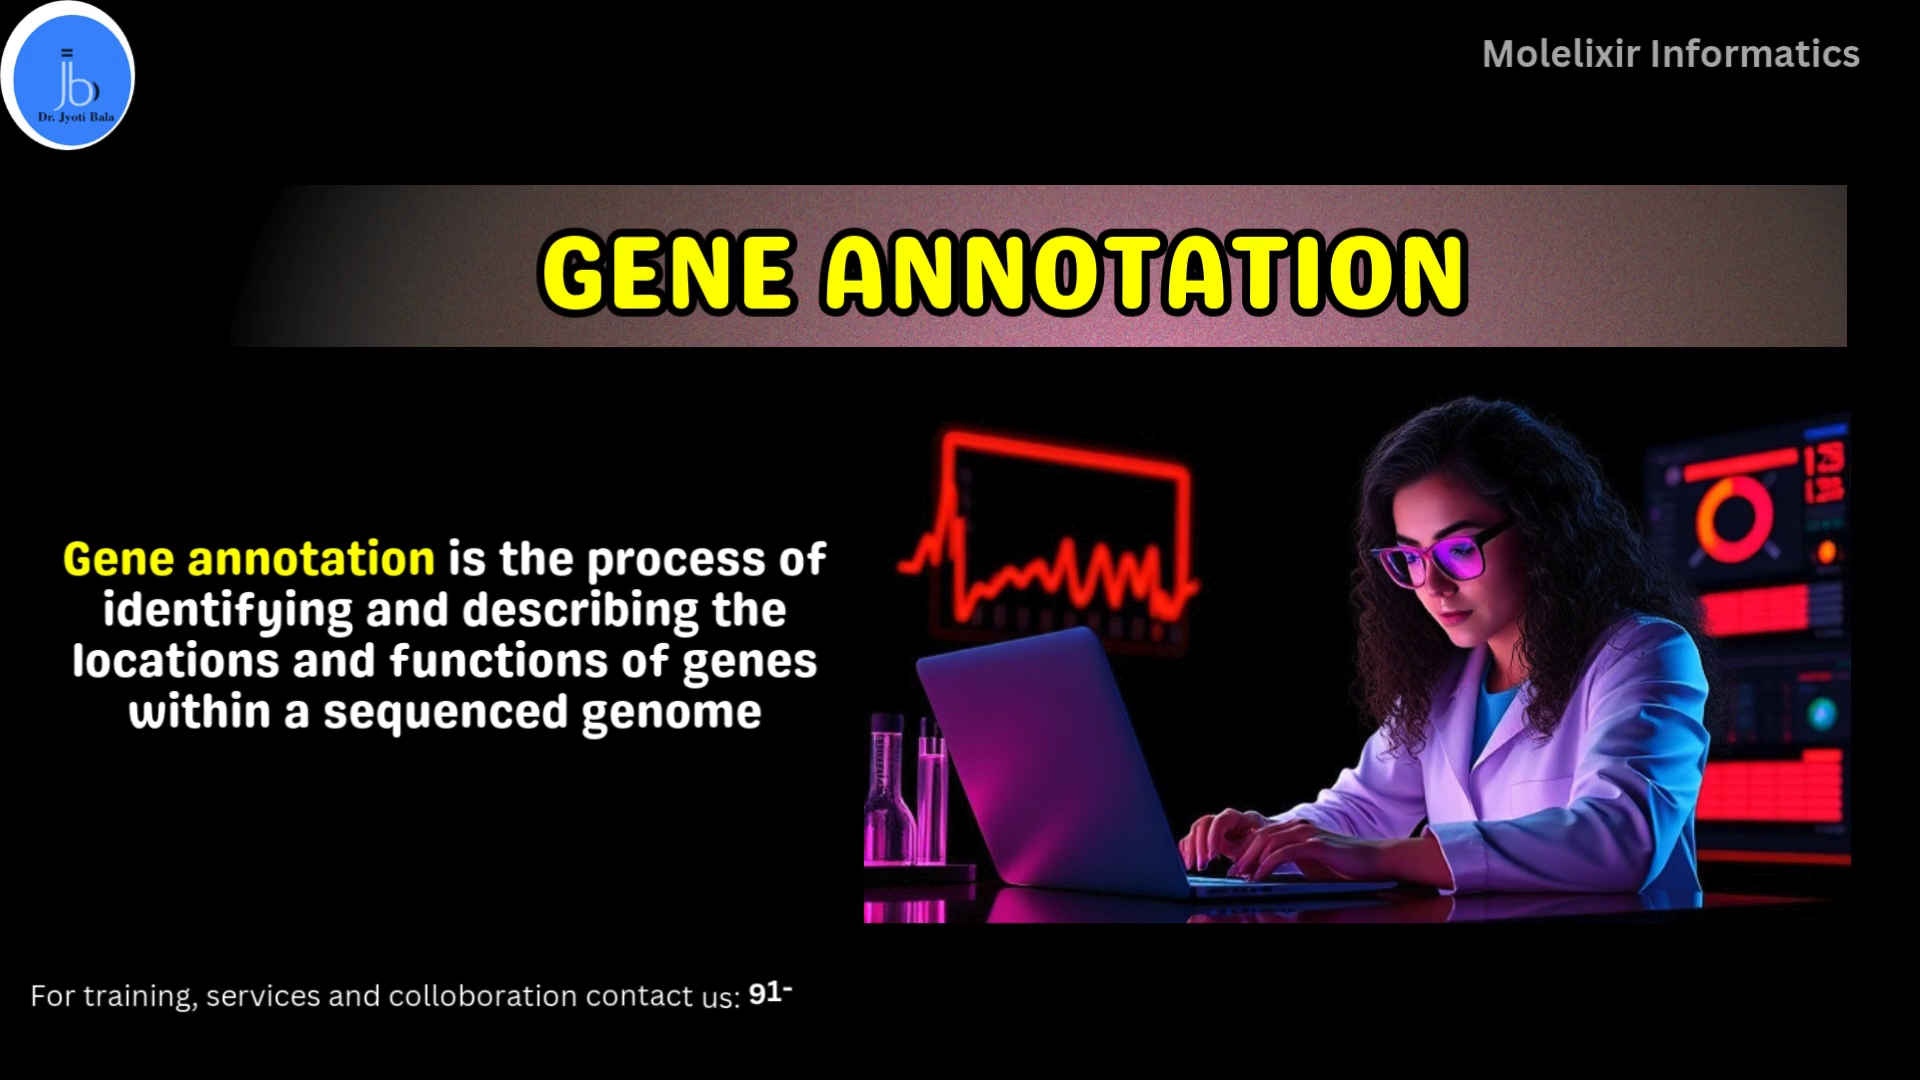 jb
Dr. Jyoti Bala
Molelixir Informatics
GENE ANNOTATION
Gene annotation is the process of
identifying and describing the
locations and functions of genes
within a sequenced genome
For training, services and colloboration contact us: 91-